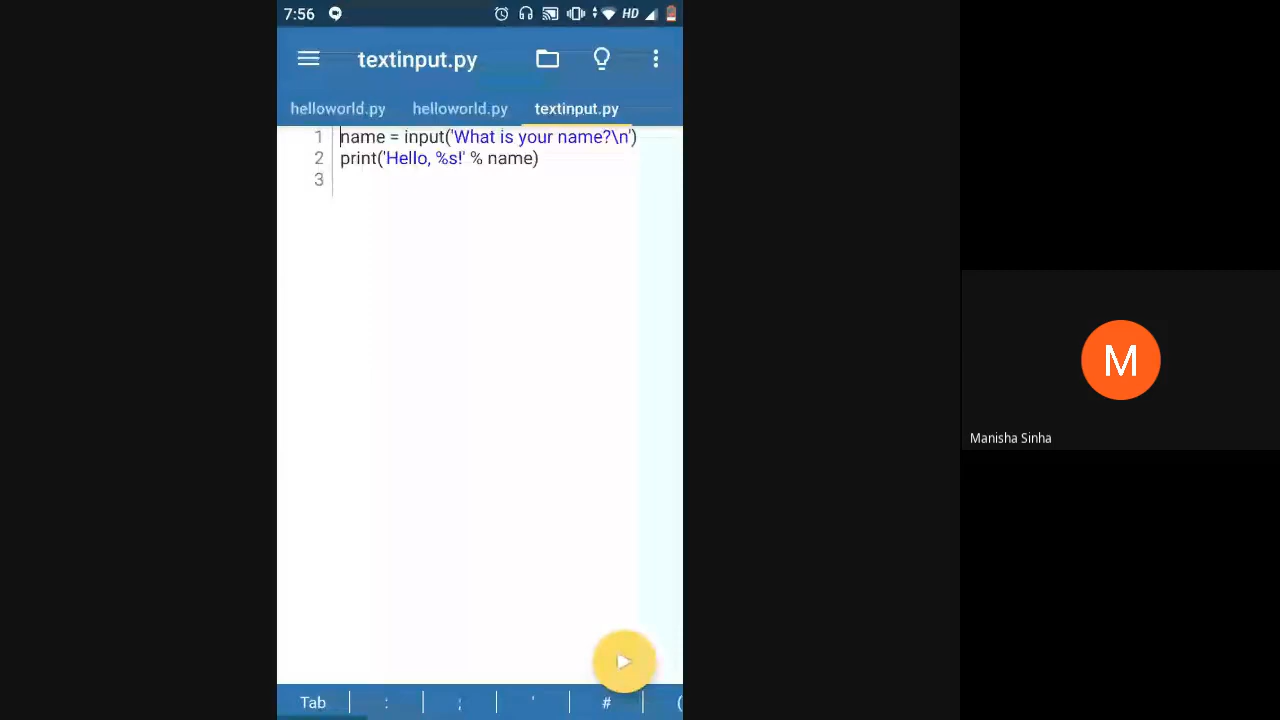 7:56 HD
textinput.py
helloworld.py helloworld.py textinput.py
1 name = input('What is your name?\n')
2 print('Hello, %s!' % name)
3
M
Manisha Sinha
Tab : ; ' # (